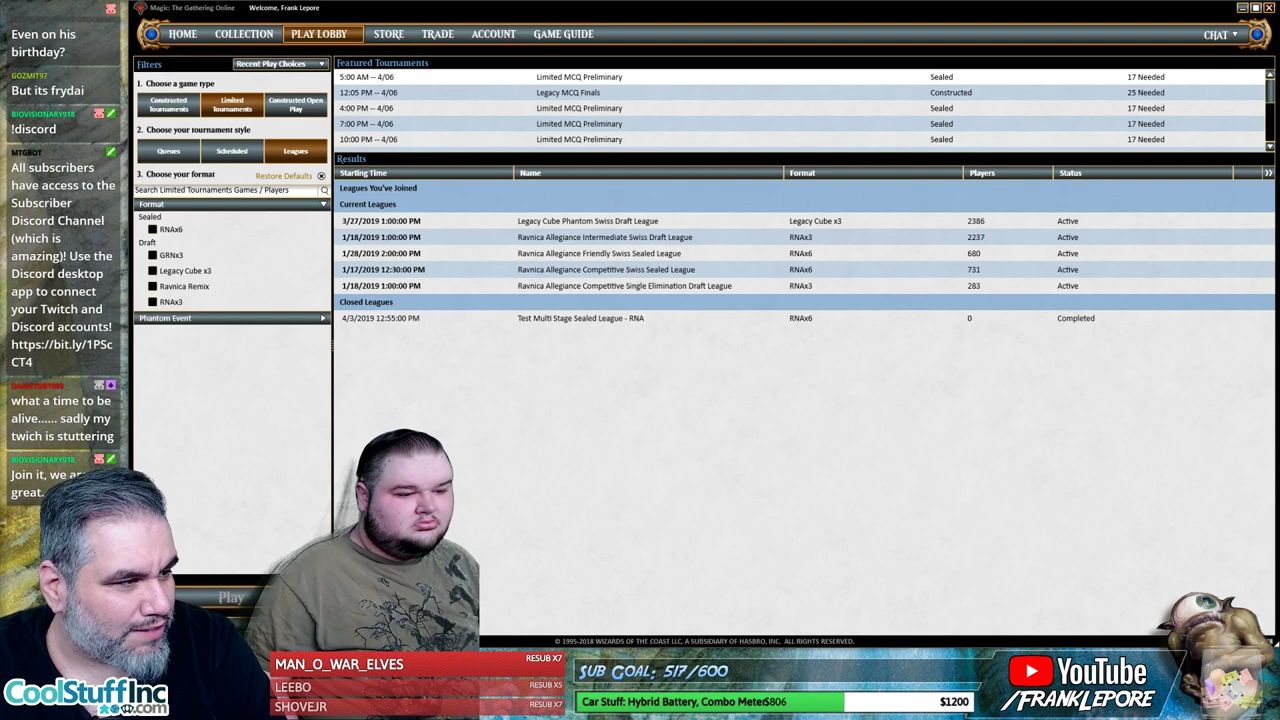 Magic: The Gathering Online
Welcome, Frank Lepore
HOME
COLLECTION
PLAY LOBBY
STORE
TRADE
ACCOUNT
GAME GUIDE
CHAT
Even on his
birthday?
GOZMIT97
But its frydai
BIOVISIONARY918
!discord
MTGBOT
All subscribers
have access to the
Subscriber
Discord Channel
(which is
amazing)! Use the
Discord desktop
app to connect
your Twitch and
Discord accounts!
https://bit.ly/1PSc
CT4
what a time to be
alive...... sadly my
twich is stuttering
BIOVISIONARY918
Join it, we are
great.
Filters
Recent Play Choices
1. Choose a game type
Constructed Tournaments
Limited Tournaments
Constructed Open Play
2. Choose your tournament style
Queues
Scheduled
Leagues
3. Choose your format
Restore Defaults
Search Limited Tournaments Games / Players
Format
Sealed
RNAx6
Draft
GRNx3
Legacy Cube x3
Ravnica Remix
RNAx3
Phantom Event
Play
Featured Tournaments
5:00 AM -- 4/06 Limited MCQ Preliminary Sealed 17 Needed
12:05 PM -- 4/06 Legacy MCQ Finals Constructed 25 Needed
4:00 PM -- 4/06 Limited MCQ Preliminary Sealed 17 Needed
7:00 PM -- 4/06 Limited MCQ Preliminary Sealed 17 Needed
10:00 PM -- 4/06 Limited MCQ Preliminary Sealed 17 Needed
Results
Starting Time Name Format Players Status
Leagues You've Joined
Current Leagues
3/27/2019 1:00:00 PM Legacy Cube Phantom Swiss Draft League Legacy Cube x3 2386 Active
1/18/2019 1:00:00 PM Ravnica Allegiance Intermediate Swiss Draft League RNAx3 2237 Active
1/28/2019 2:00:00 PM Ravnica Allegiance Friendly Swiss Sealed League RNAx6 680 Active
1/17/2019 12:30:00 PM Ravnica Allegiance Competitive Swiss Sealed League RNAx6 731 Active
1/18/2019 1:00:00 PM Ravnica Allegiance Competitive Single Elimination Draft League RNAx3 283 Active
Closed Leagues
4/3/2019 12:55:00 PM Test Multi Stage Sealed League - RNA RNAx6 0 Completed
© 1995-2018 WIZARDS OF THE COAST LLC, A SUBSIDIARY OF HASBRO, INC. ALL RIGHTS RESERVED.
MAN_O_WAR_ELVES RESUB X7
LEEBO RESUB X5
SHOVEJR RESUB X7
SUB GOAL: 517/600
Car Stuff: Hybrid Battery, Combo Meter$806 $1200
YouTube
/FRANKLEPORE
CoolStuffInc
.com